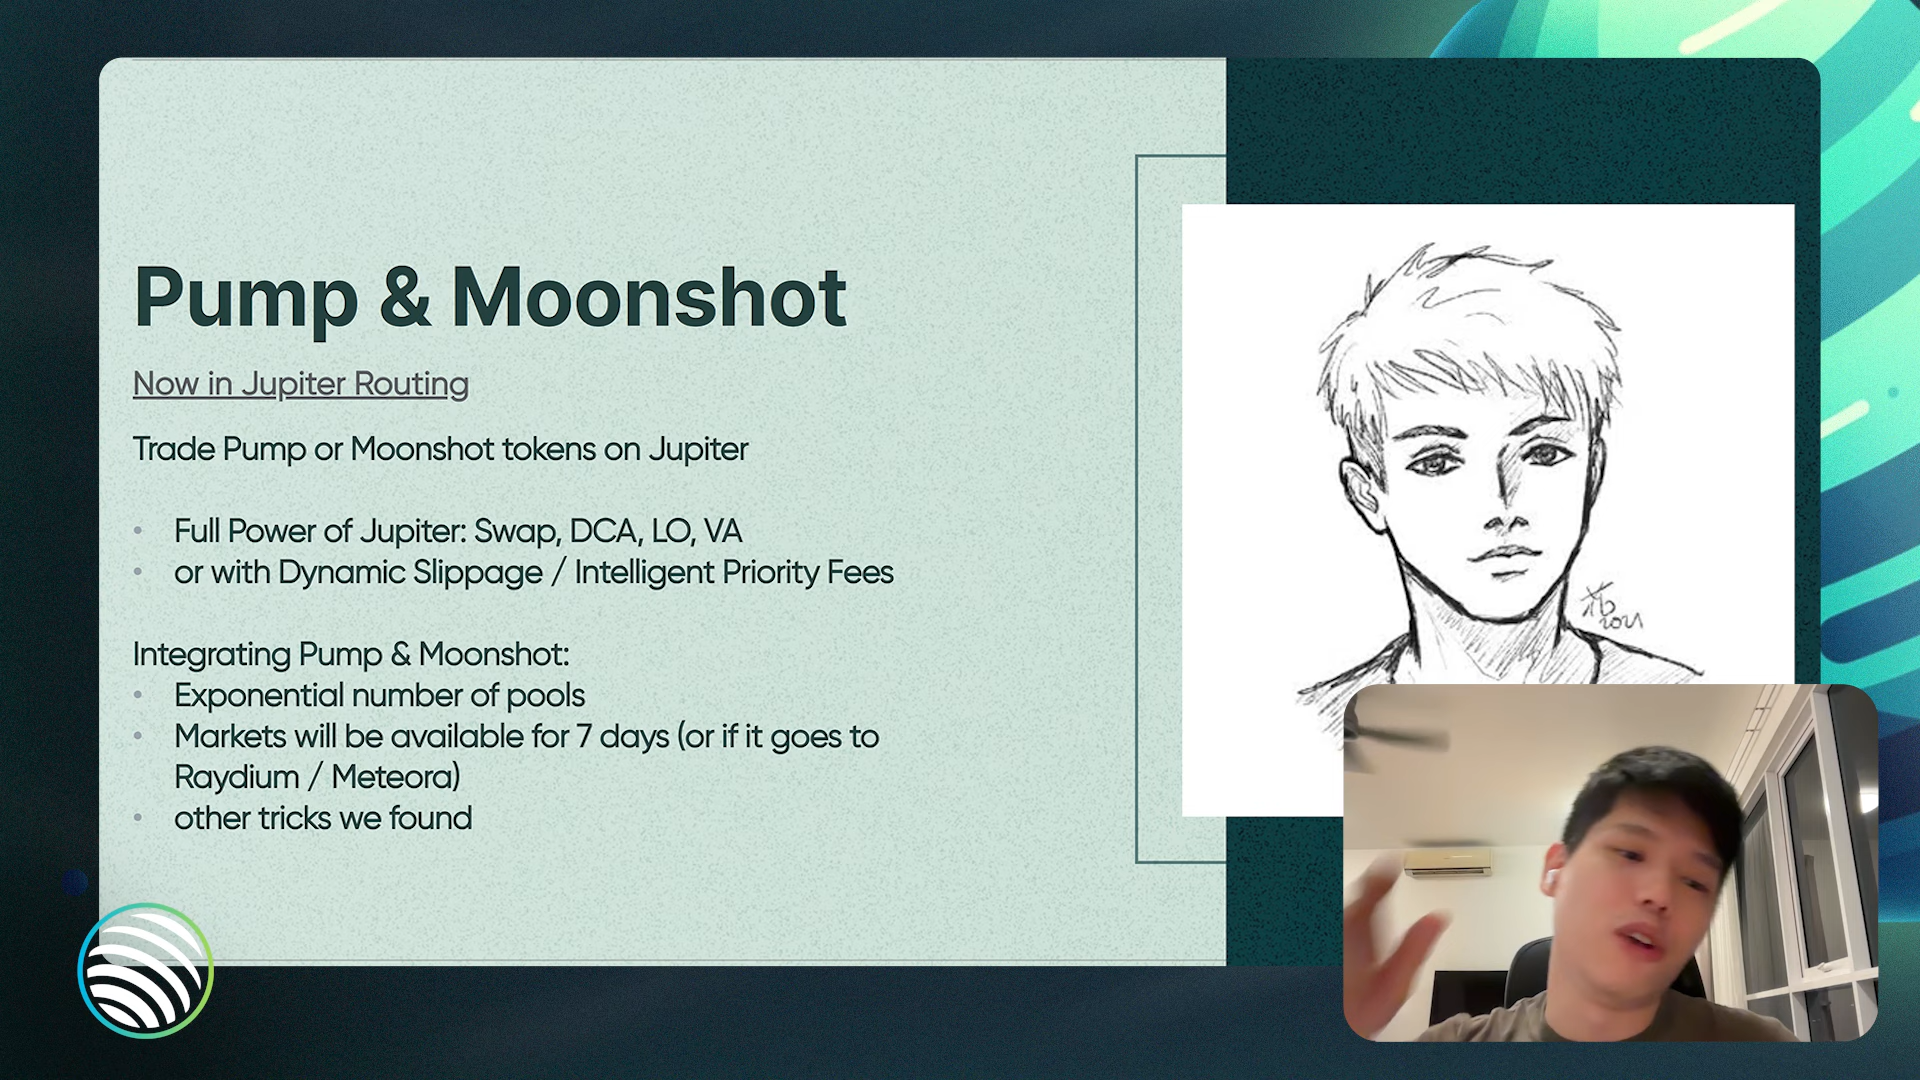 Pump & Moonshot
Now in Jupiter Routing
Trade Pump or Moonshot tokens on Jupiter
• Full Power of Jupiter: Swap, DCA, LO, VA
• or with Dynamic Slippage / Intelligent Priority Fees
Integrating Pump & Moonshot:
• Exponential number of pools
• Markets will be available for 7 days (or if it goes to
Raydium / Meteora)
• other tricks we found
2021